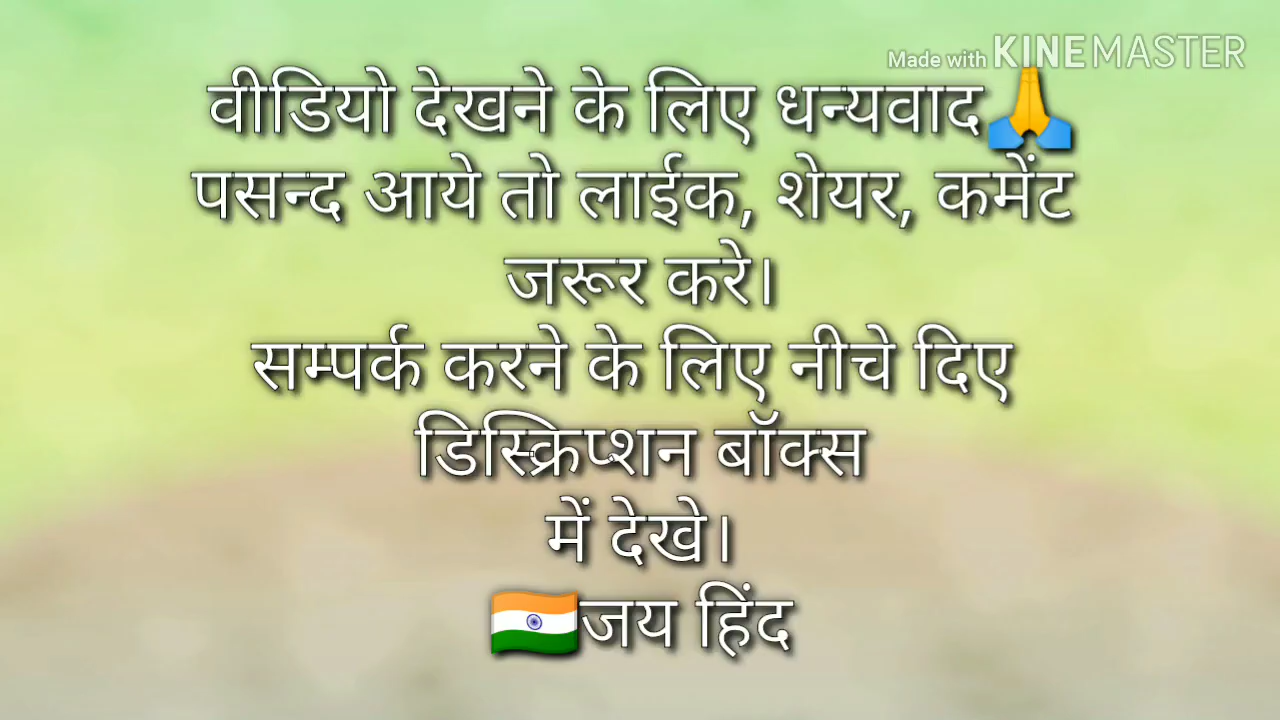 Made with KINEMASTER
वीडियो देखने के लिए धन्यवाद🙏
पसन्द आये तो लाईक, शेयर, कमेंट
जरूर करे।
सम्पर्क करने के लिए नीचे दिए
डिस्क्रिप्शन बॉक्स
में देखे।
🇮🇳जय हिंद